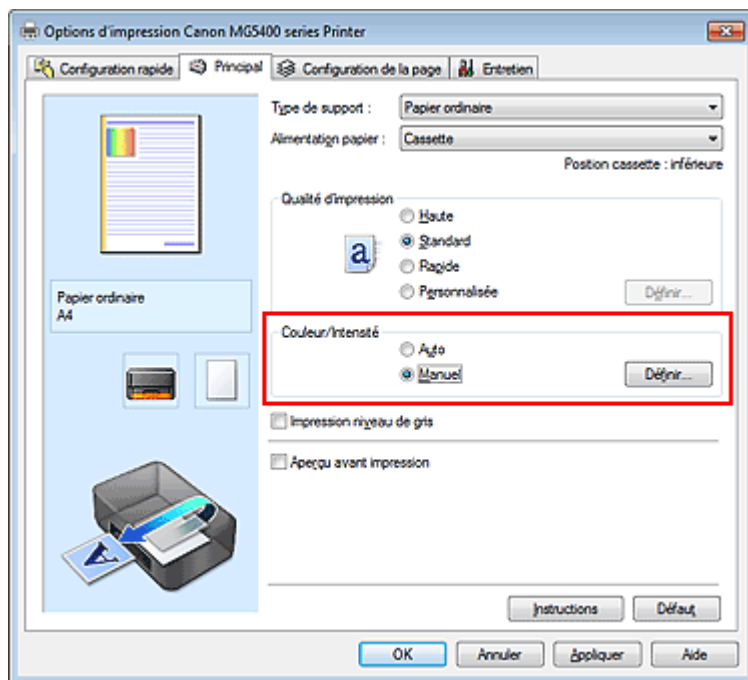 Options d'impression Canon MG5400 series Printer
Configuration rapide
Principal
Configuration de la page
Entretien
Type de support :
Papier ordinaire
Alimentation papier :
Cassette
Position cassette : inférieure
Qualité d'impression
Haute
Standard
Rapide
Personnalisée
Définir...
a
Papier ordinaire
A4
Couleur/Intensité
Auto
Manuel
Définir...
Impression niveau de gris
Aperçu avant impression
A
Instructions
Défaut
OK
Annuler
Appliquer
Aide